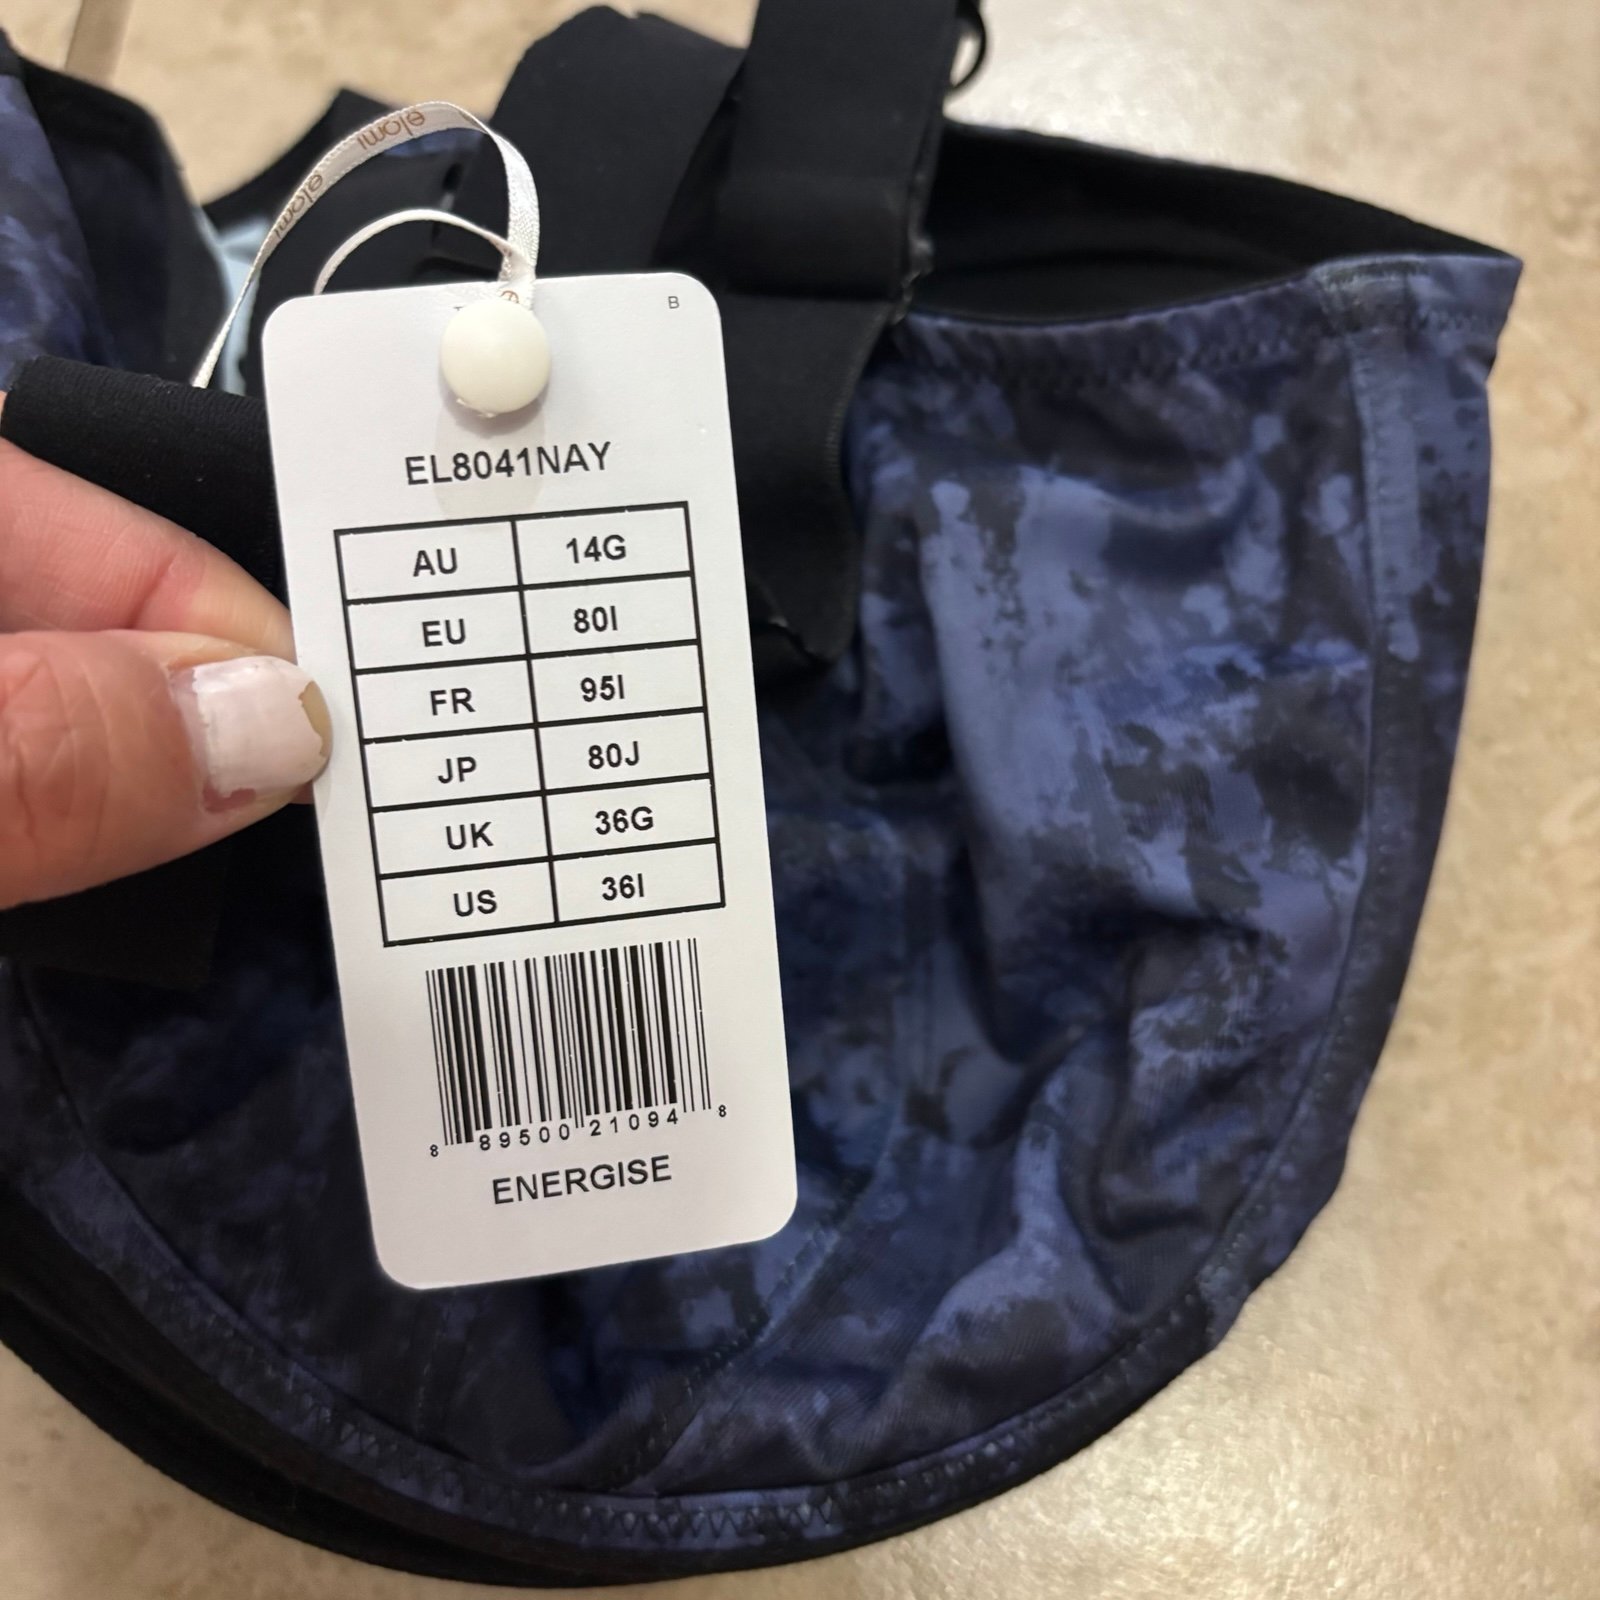 elomi
elomi
B
EL8041NAY
AU 14G
EU 80I
FR 95I
JP 80J
UK 36G
US 36I
8 89500 21094 8
ENERGISE